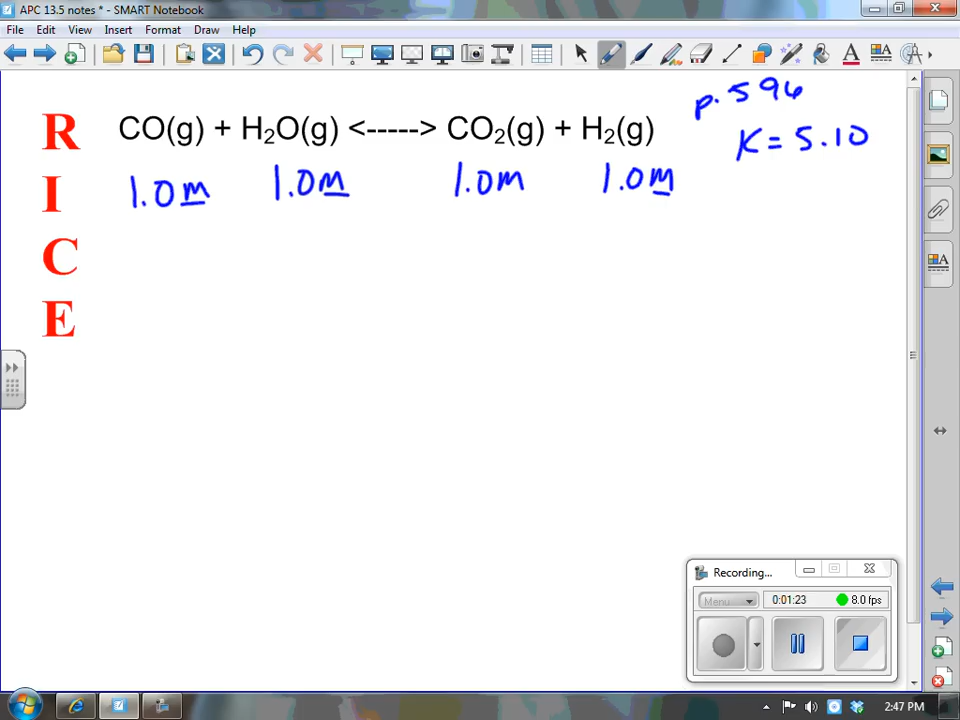 APC 13.5 notes * - SMART Notebook
File Edit View Insert Format Draw Help
p. 596
R CO(g) + H₂O(g) <-----> CO₂(g) + H₂(g)
K = 5.10
I 1.0 m 1.0 m 1.0 m 1.0 m
C
E
Recording...
Menu 0:01:23 8.0 fps
2:47 PM